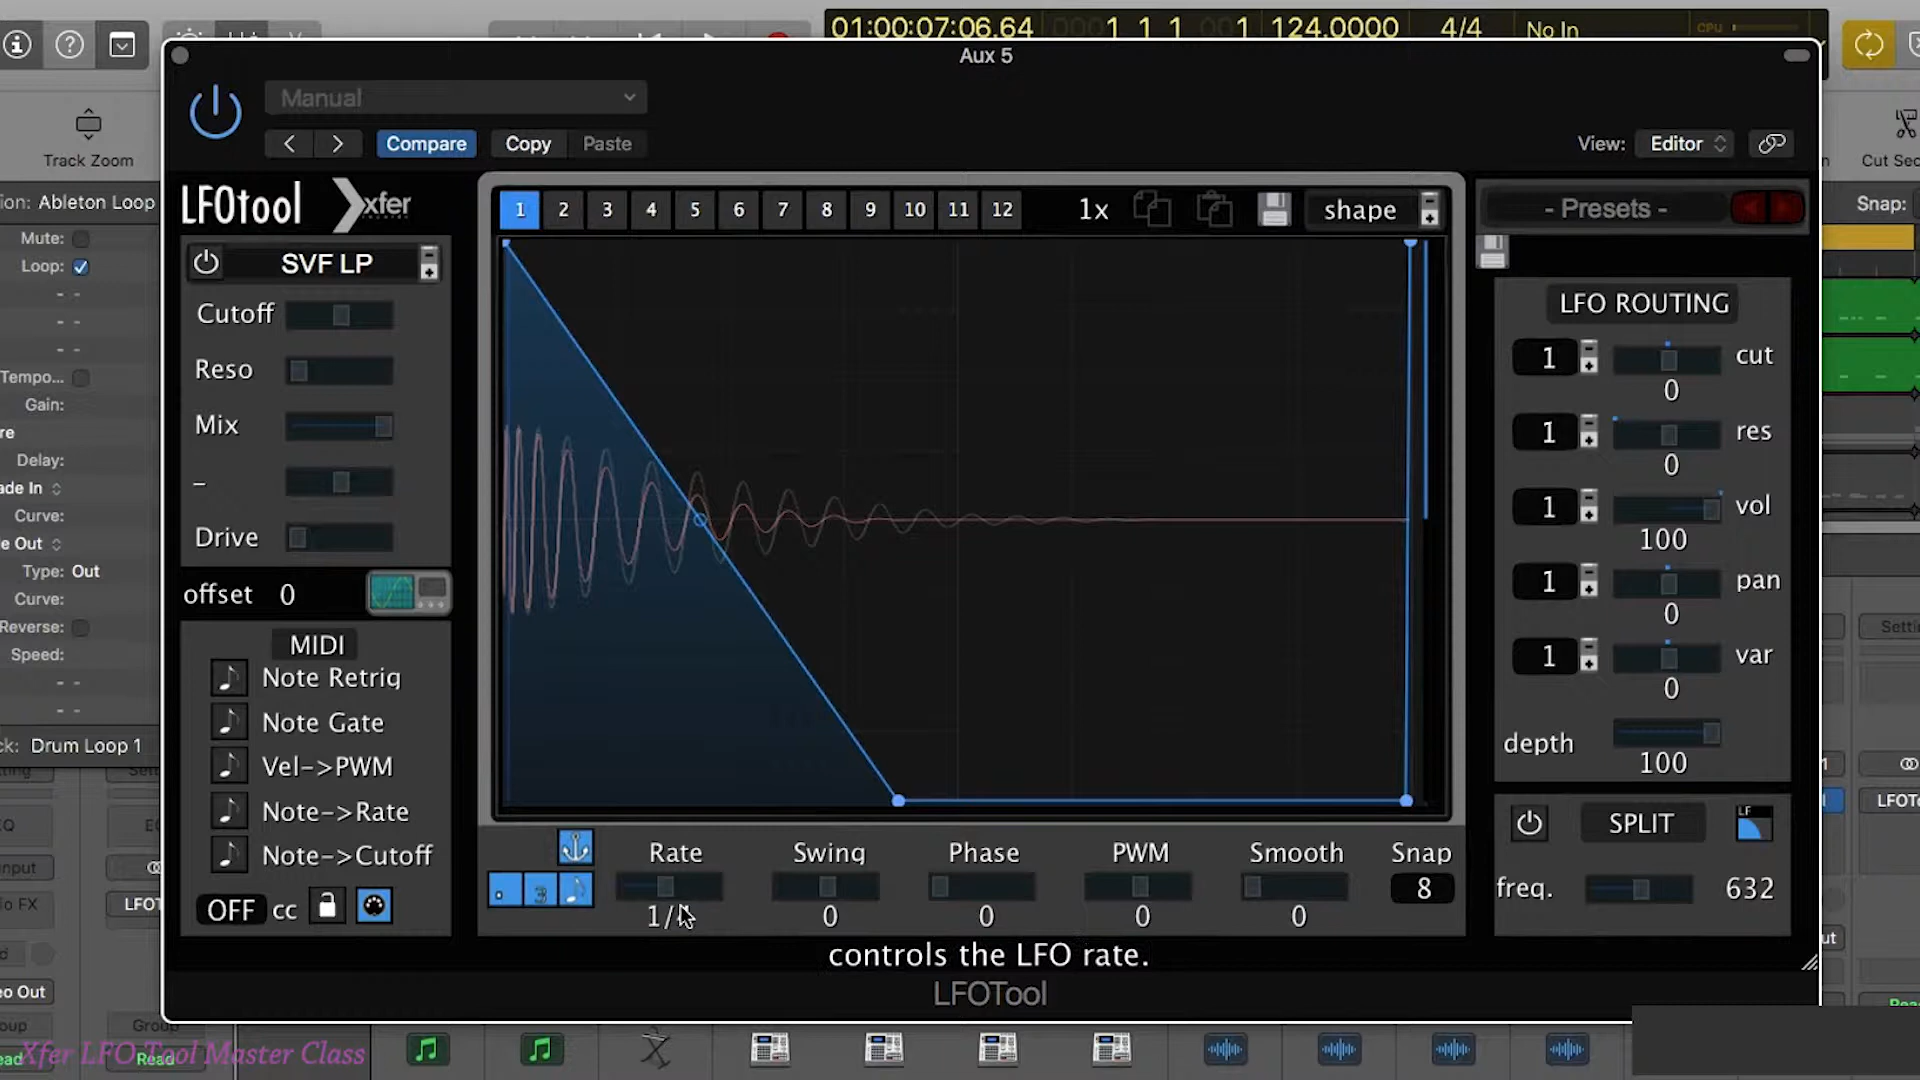 01:00:07:06.64
1 1 1
1
124.0000
4/4
No In
CPU
Aux 5
Manual
Compare
Copy
Paste
View:
Editor
Track Zoom
Cut Sec
Ableton Loop
Mute:
Loop:
Tempo...
Gain:
Delay:
Curve:
Type: Out
Curve:
Reverse:
Speed:
Drum Loop 1
LFOtool
xfer
1 2 3 4 5 6 7 8 9 10 11 12
1x
shape
- Presets -
Snap:
SVF LP
Cutoff
Reso
Mix
–
Drive
offset 0
MIDI
Note Retrig
Note Gate
Vel->PWM
Note->Rate
Note->Cutoff
OFF cc
3
Rate
1/
Swing
0
Phase
0
PWM
0
Smooth
0
Snap
8
controls the LFO rate.
LFOTool
LFO ROUTING
1 cut
0
1 res
0
1 vol
100
1 pan
0
1 var
0
depth
100
SPLIT
LF
freq. 632
Group
Read
Xfer LFO Tool Master Class